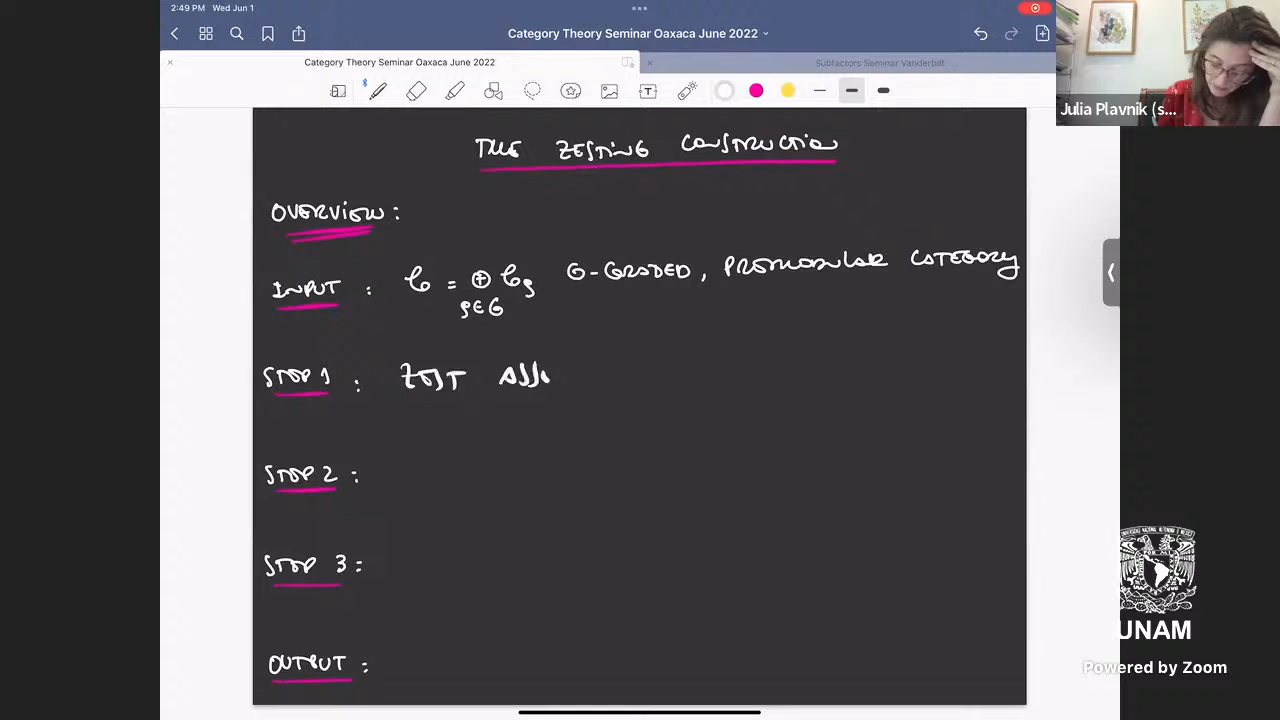 2:49 PM Wed Jun 1
Category Theory Seminar Oaxaca June 2022
Category Theory Seminar Oaxaca June 2022
Subfactors Seminar Vanderbilt
Julia Plavnik (s...
THE ZESTING CONSTRUCTION
OVERVIEW:
INPUT : C = ⊕ C_g G-GRADED, PREMODULAR CATEGORY
g∈G
STEP 1 : ZEST ASSO
STEP 2 :
STEP 3 :
OUTPUT :
UNAM
Powered by Zoom